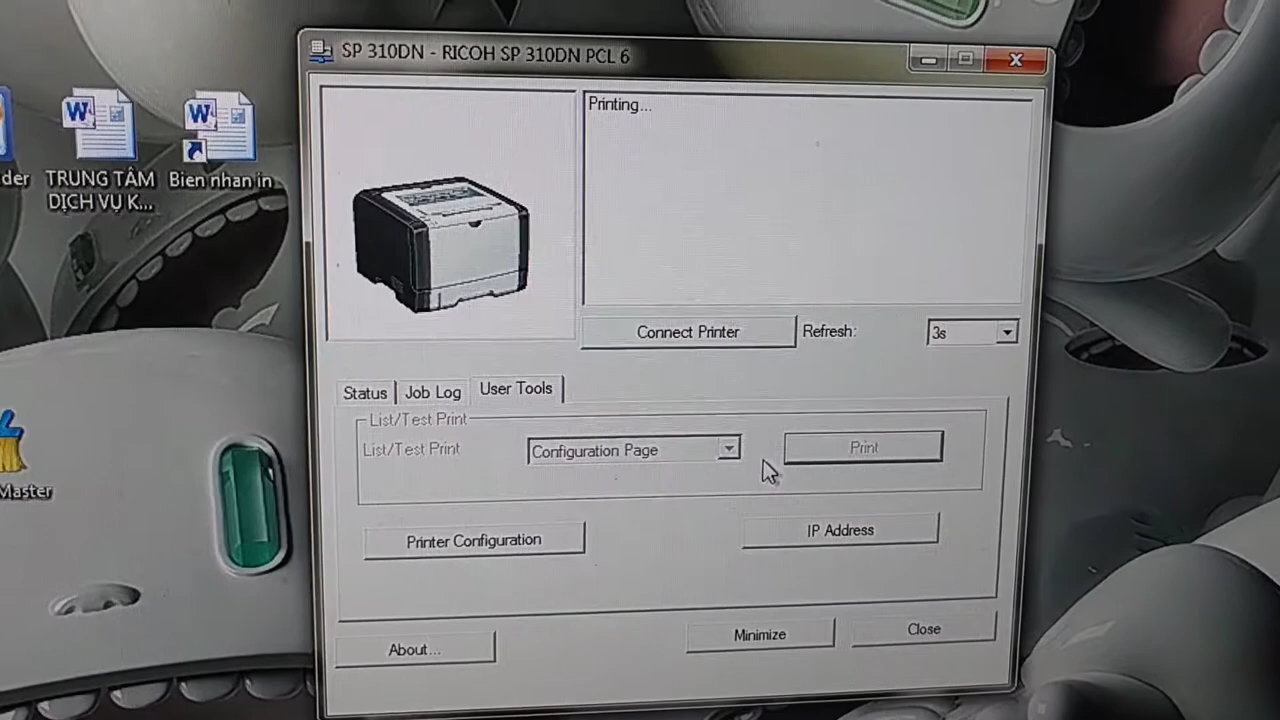 SP 310DN - RICOH SP 310DN PCL 6
Printing...
Connect Printer
Refresh:
3s
Status
Job Log
User Tools
List/Test Print
List/Test Print
Configuration Page
Print
Printer Configuration
IP Address
About...
Minimize
Close
der
TRUNG TÂM
DỊCH VỤ K...
Bien nhan in
Master